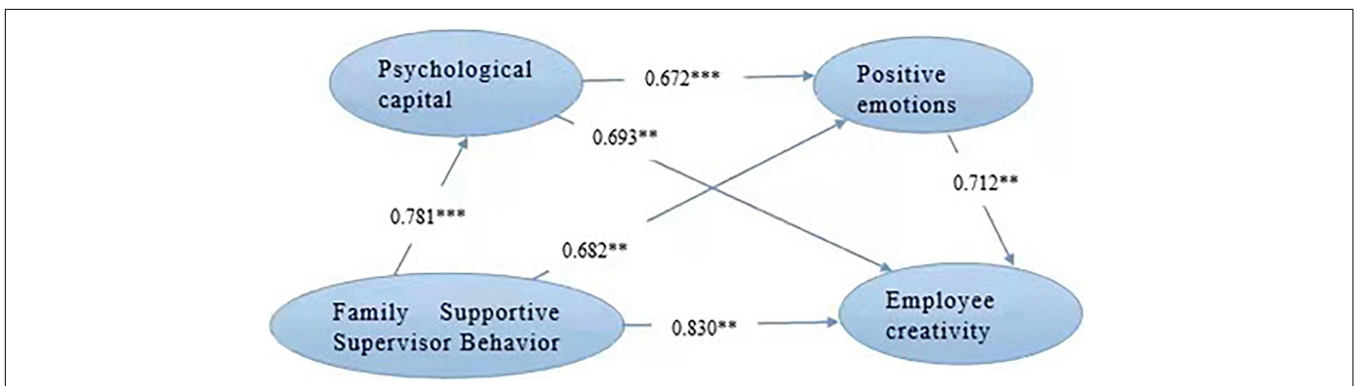 Psychological
capital
Positive
emotions
0.672***
0.693**
0.712**
0.781***
0.682**
Family Supportive
Supervisor Behavior
Employee
creativity
0.830**